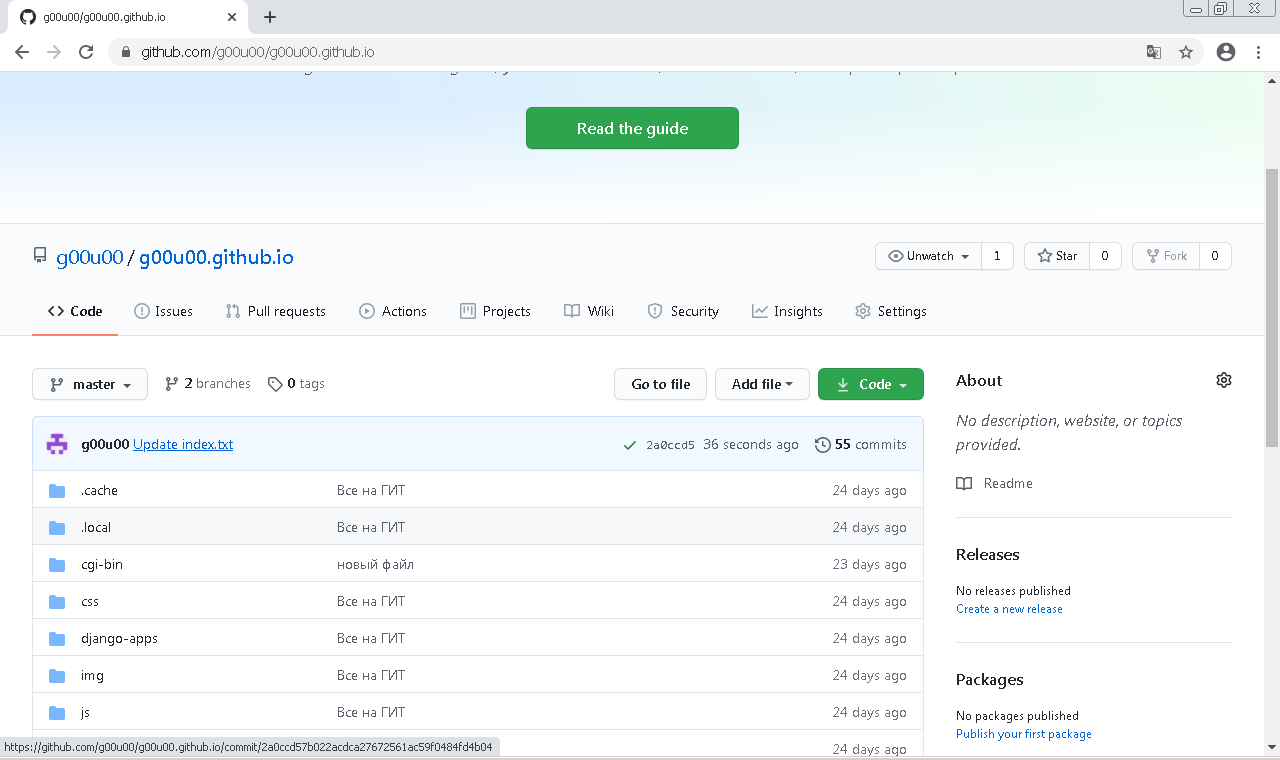 g00u00/g00u00.github.io
github.com/g00u00/g00u00.github.io
Read the guide
g00u00 / g00u00.github.io
Unwatch 1 Star 0 Fork 0
Code Issues Pull requests Actions Projects Wiki Security Insights Settings
master 2 branches 0 tags Go to file Add file Code
g00u00 Update index.txt 2a0ccd5 36 seconds ago 55 commits
.cache Все на ГИТ 24 days ago
.local Все на ГИТ 24 days ago
cgi-bin новый файл 23 days ago
css Все на ГИТ 24 days ago
django-apps Все на ГИТ 24 days ago
img Все на ГИТ 24 days ago
js Все на ГИТ 24 days ago
24 days ago
About
No description, website, or topics
provided.
Readme
Releases
No releases published
Create a new release
Packages
No packages published
Publish your first package
https://github.com/g00u00/g00u00.github.io/commit/2a0ccd57b022acdca27672561ac59f0484fd4b04